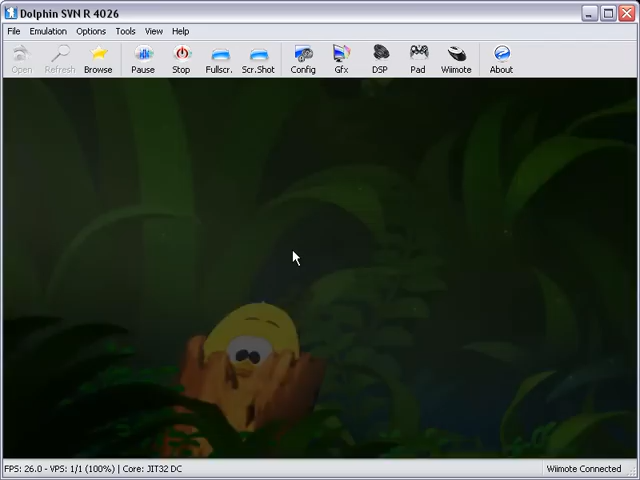 Dolphin SVN R 4026
File Emulation Options Tools View Help
Open Refresh Browse Pause Stop Fullscr. Scr.Shot Config Gfx DSP Pad Wiimote About
FPS: 26.0 - VPS: 1/1 (100%) | Core: JIT32 DC Wiimote Connected